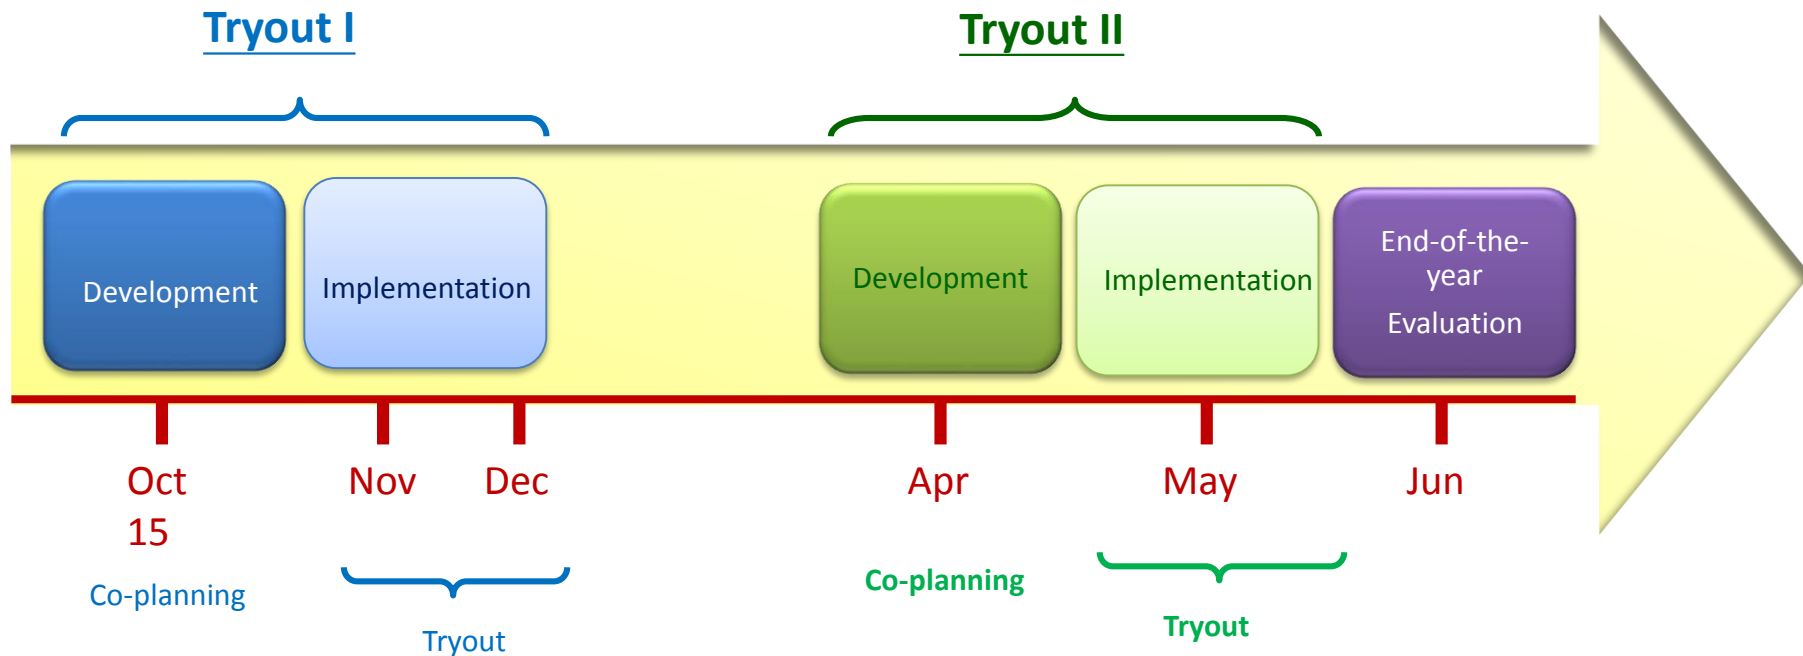 Tryout I
Tryout II
Development
Implementation
Development
Implementation
End-of-the-
year
Evaluation
Oct
15
Nov
Dec
Apr
May
Jun
Co-planning
Tryout
Co-planning
Tryout